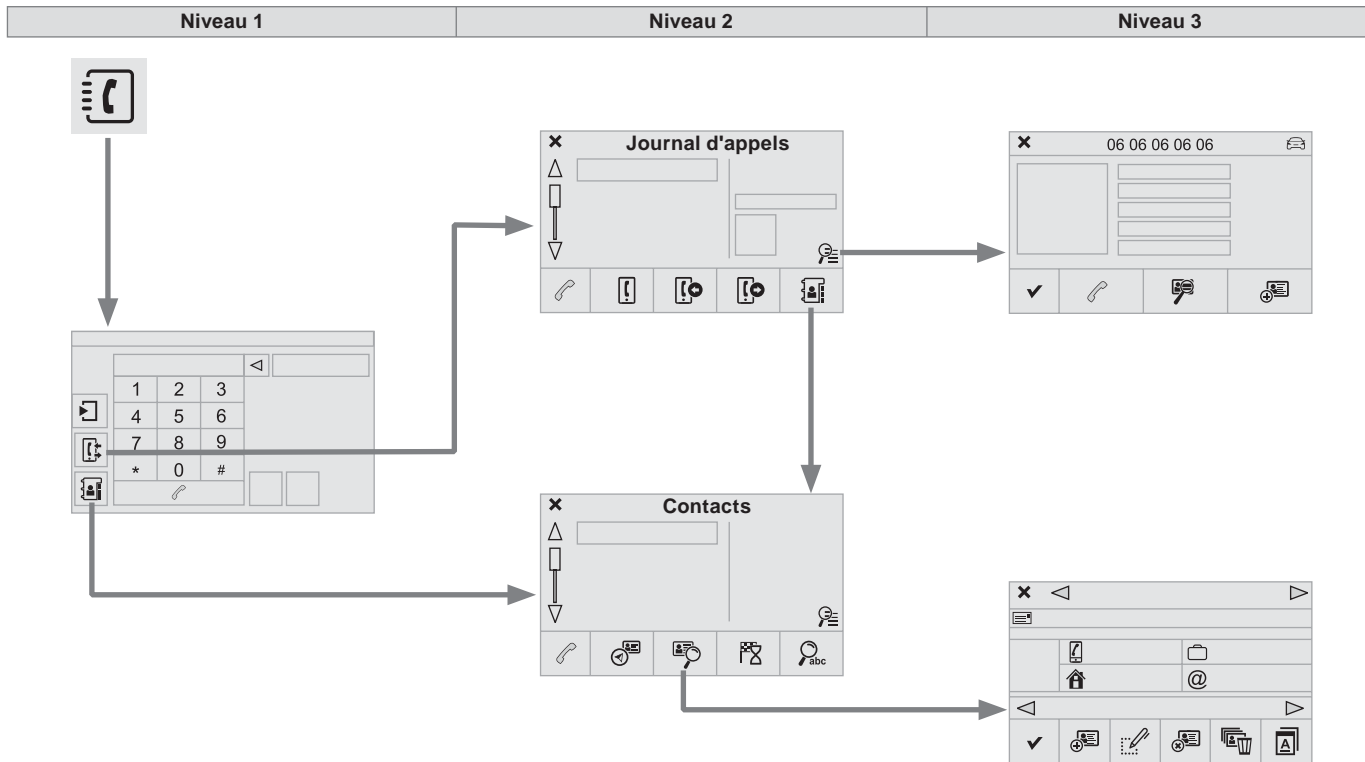 Niveau 1 Niveau 2 Niveau 3
Journal d'appels
06 06 06 06 06
1 2 3
4 5 6
7 8 9
* 0 #
Contacts
abc
@
A